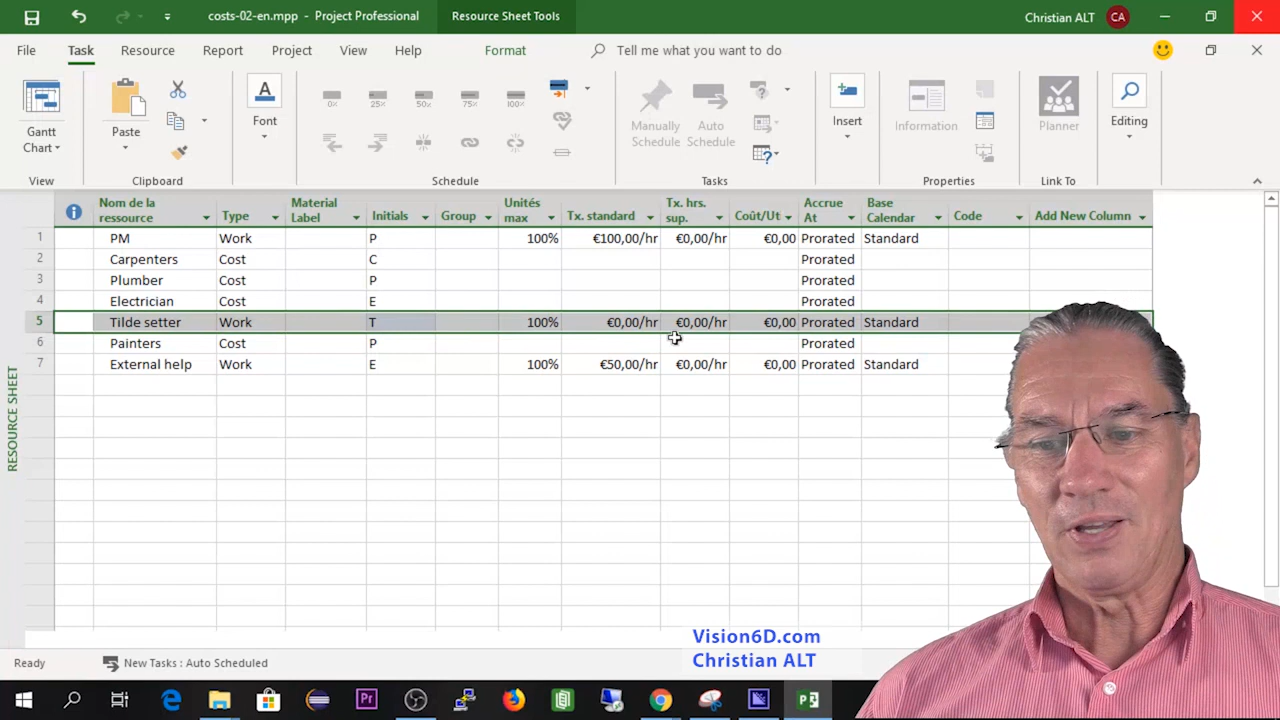 costs-02-en.mpp - Project Professional
Resource Sheet Tools
Christian ALT CA
File Task Resource Report Project View Help Format Tell me what you want to do
0% 25% 50% 75% 100%
Gantt Chart
Paste
Font
Manually Schedule
Auto Schedule
Insert
Information
Planner
Editing
View Clipboard Schedule Tasks Properties Link To
Nom de la ressource Type Material Label Initials Group Unités max Tx. standard Tx. hrs. sup. Coût/Uti Accrue At Base Calendar Code Add New Column
1 PM Work P 100% €100,00/hr €0,00/hr €0,00 Prorated Standard
2 Carpenters Cost C Prorated
3 Plumber Cost P Prorated
4 Electrician Cost E Prorated
5 Tilde setter Work T 100% €0,00/hr €0,00/hr €0,00 Prorated Standard
6 Painters Cost P Prorated
7 External help Work E 100% €50,00/hr €0,00/hr €0,00 Prorated Standard
RESOURCE SHEET
Vision6D.com
Christian ALT
Ready New Tasks : Auto Scheduled
Pr
P